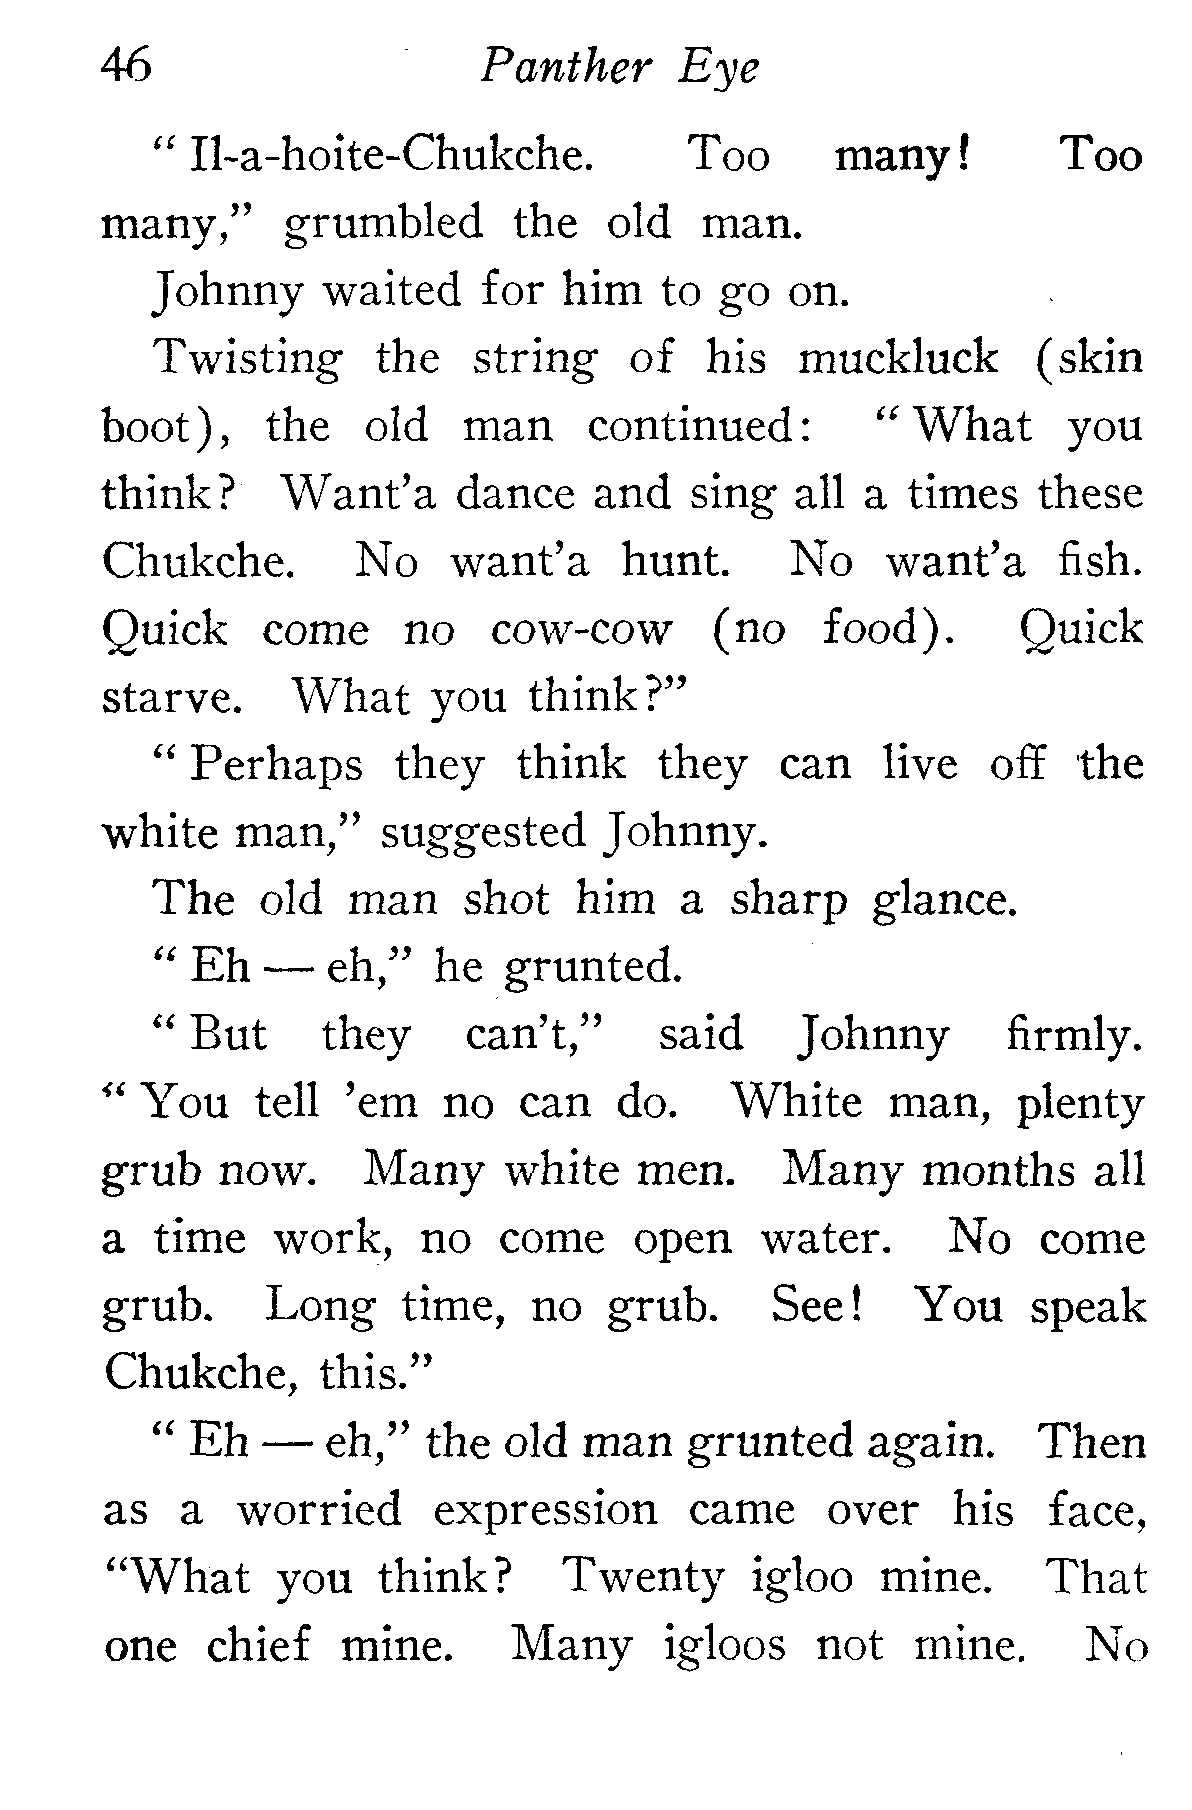 46 Panther Eye
“ Il-a-hoite-Chukche. Too many! Too
many,” grumbled the old man.
Johnny waited for him to go on.
Twisting the string of his muckluck (skin
boot), the old man continued: “ What you
think? Want’a dance and sing all a times these
Chukche. No want’a hunt. No want’a fish.
Quick come no cow-cow (no food). Quick
starve. What you think?”
“ Perhaps they think they can live off the
white man,” suggested Johnny.
The old man shot him a sharp glance.
“ Eh — eh,” he grunted.
“ But they can’t,” said Johnny firmly.
“ You tell ’em no can do. White man, plenty
grub now. Many white men. Many months all
a time work, no come open water. No come
grub. Long time, no grub. See! You speak
Chukche, this.”
“ Eh — eh,” the old man grunted again. Then
as a worried expression came over his face,
“What you think? Twenty igloo mine. That
one chief mine. Many igloos not mine. No